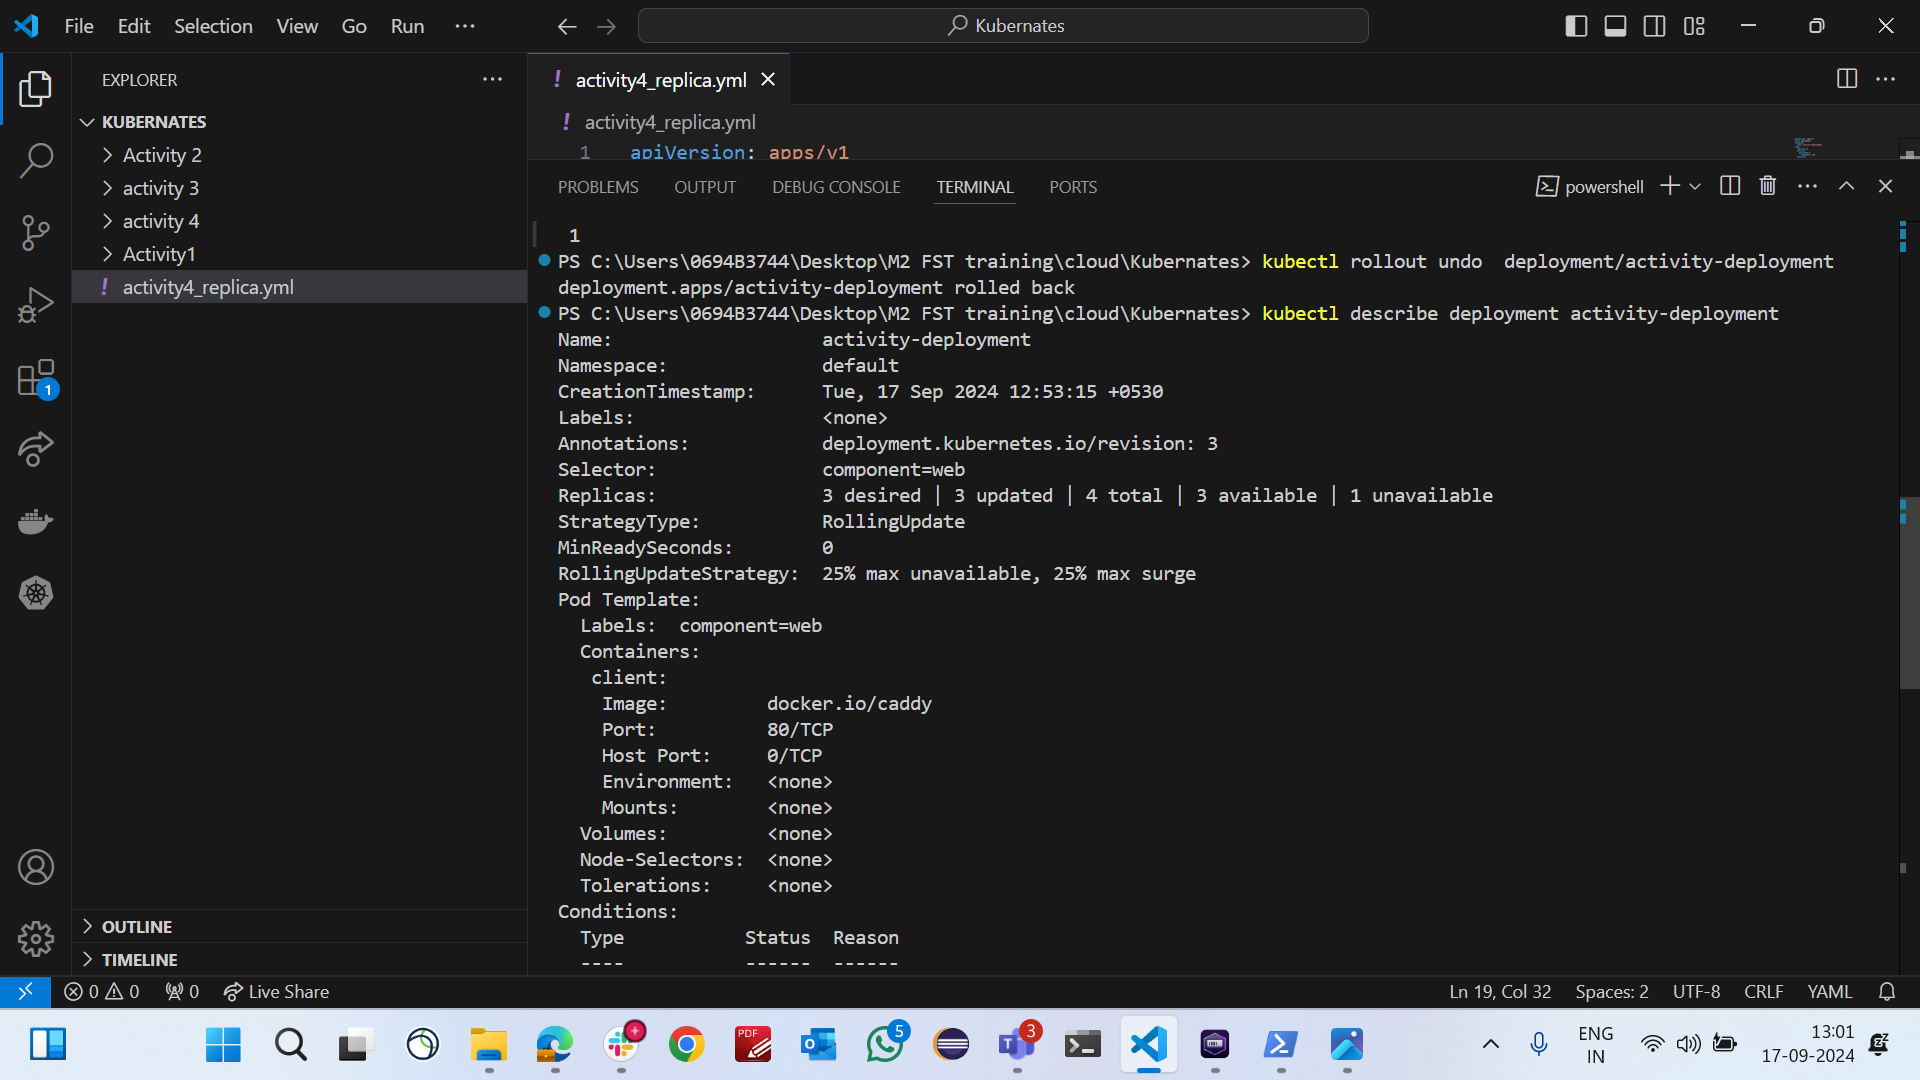 File Edit Selection View Go Run ···
Kubernates
EXPLORER ···
KUBERNATES
Activity 2
activity 3
activity 4
Activity1
! activity4_replica.yml
OUTLINE
TIMELINE
1
! activity4_replica.yml
! activity4_replica.yml
1 apiVersion: apps/v1
PROBLEMS OUTPUT DEBUG CONSOLE TERMINAL PORTS
powershell
1
PS C:\Users\0694B3744\Desktop\M2 FST training\cloud\Kubernates> kubectl rollout undo  deployment/activity-deployment
deployment.apps/activity-deployment rolled back
PS C:\Users\0694B3744\Desktop\M2 FST training\cloud\Kubernates> kubectl describe deployment activity-deployment
Name:                   activity-deployment
Namespace:              default
CreationTimestamp:      Tue, 17 Sep 2024 12:53:15 +0530
Labels:                 <none>
Annotations:            deployment.kubernetes.io/revision: 3
Selector:               component=web
Replicas:               3 desired | 3 updated | 4 total | 3 available | 1 unavailable
StrategyType:           RollingUpdate
MinReadySeconds:        0
RollingUpdateStrategy:  25% max unavailable, 25% max surge
Pod Template:
  Labels:  component=web
  Containers:
   client:
    Image:         docker.io/caddy
    Port:          80/TCP
    Host Port:     0/TCP
    Environment:   <none>
    Mounts:        <none>
  Volumes:         <none>
  Node-Selectors:  <none>
  Tolerations:     <none>
Conditions:
  Type           Status  Reason
  ----           ------  ------
0 0 0 Live Share
Ln 19, Col 32 Spaces: 2 UTF-8 CRLF YAML
PDF
5
3
ENG
IN
13:01
17-09-2024